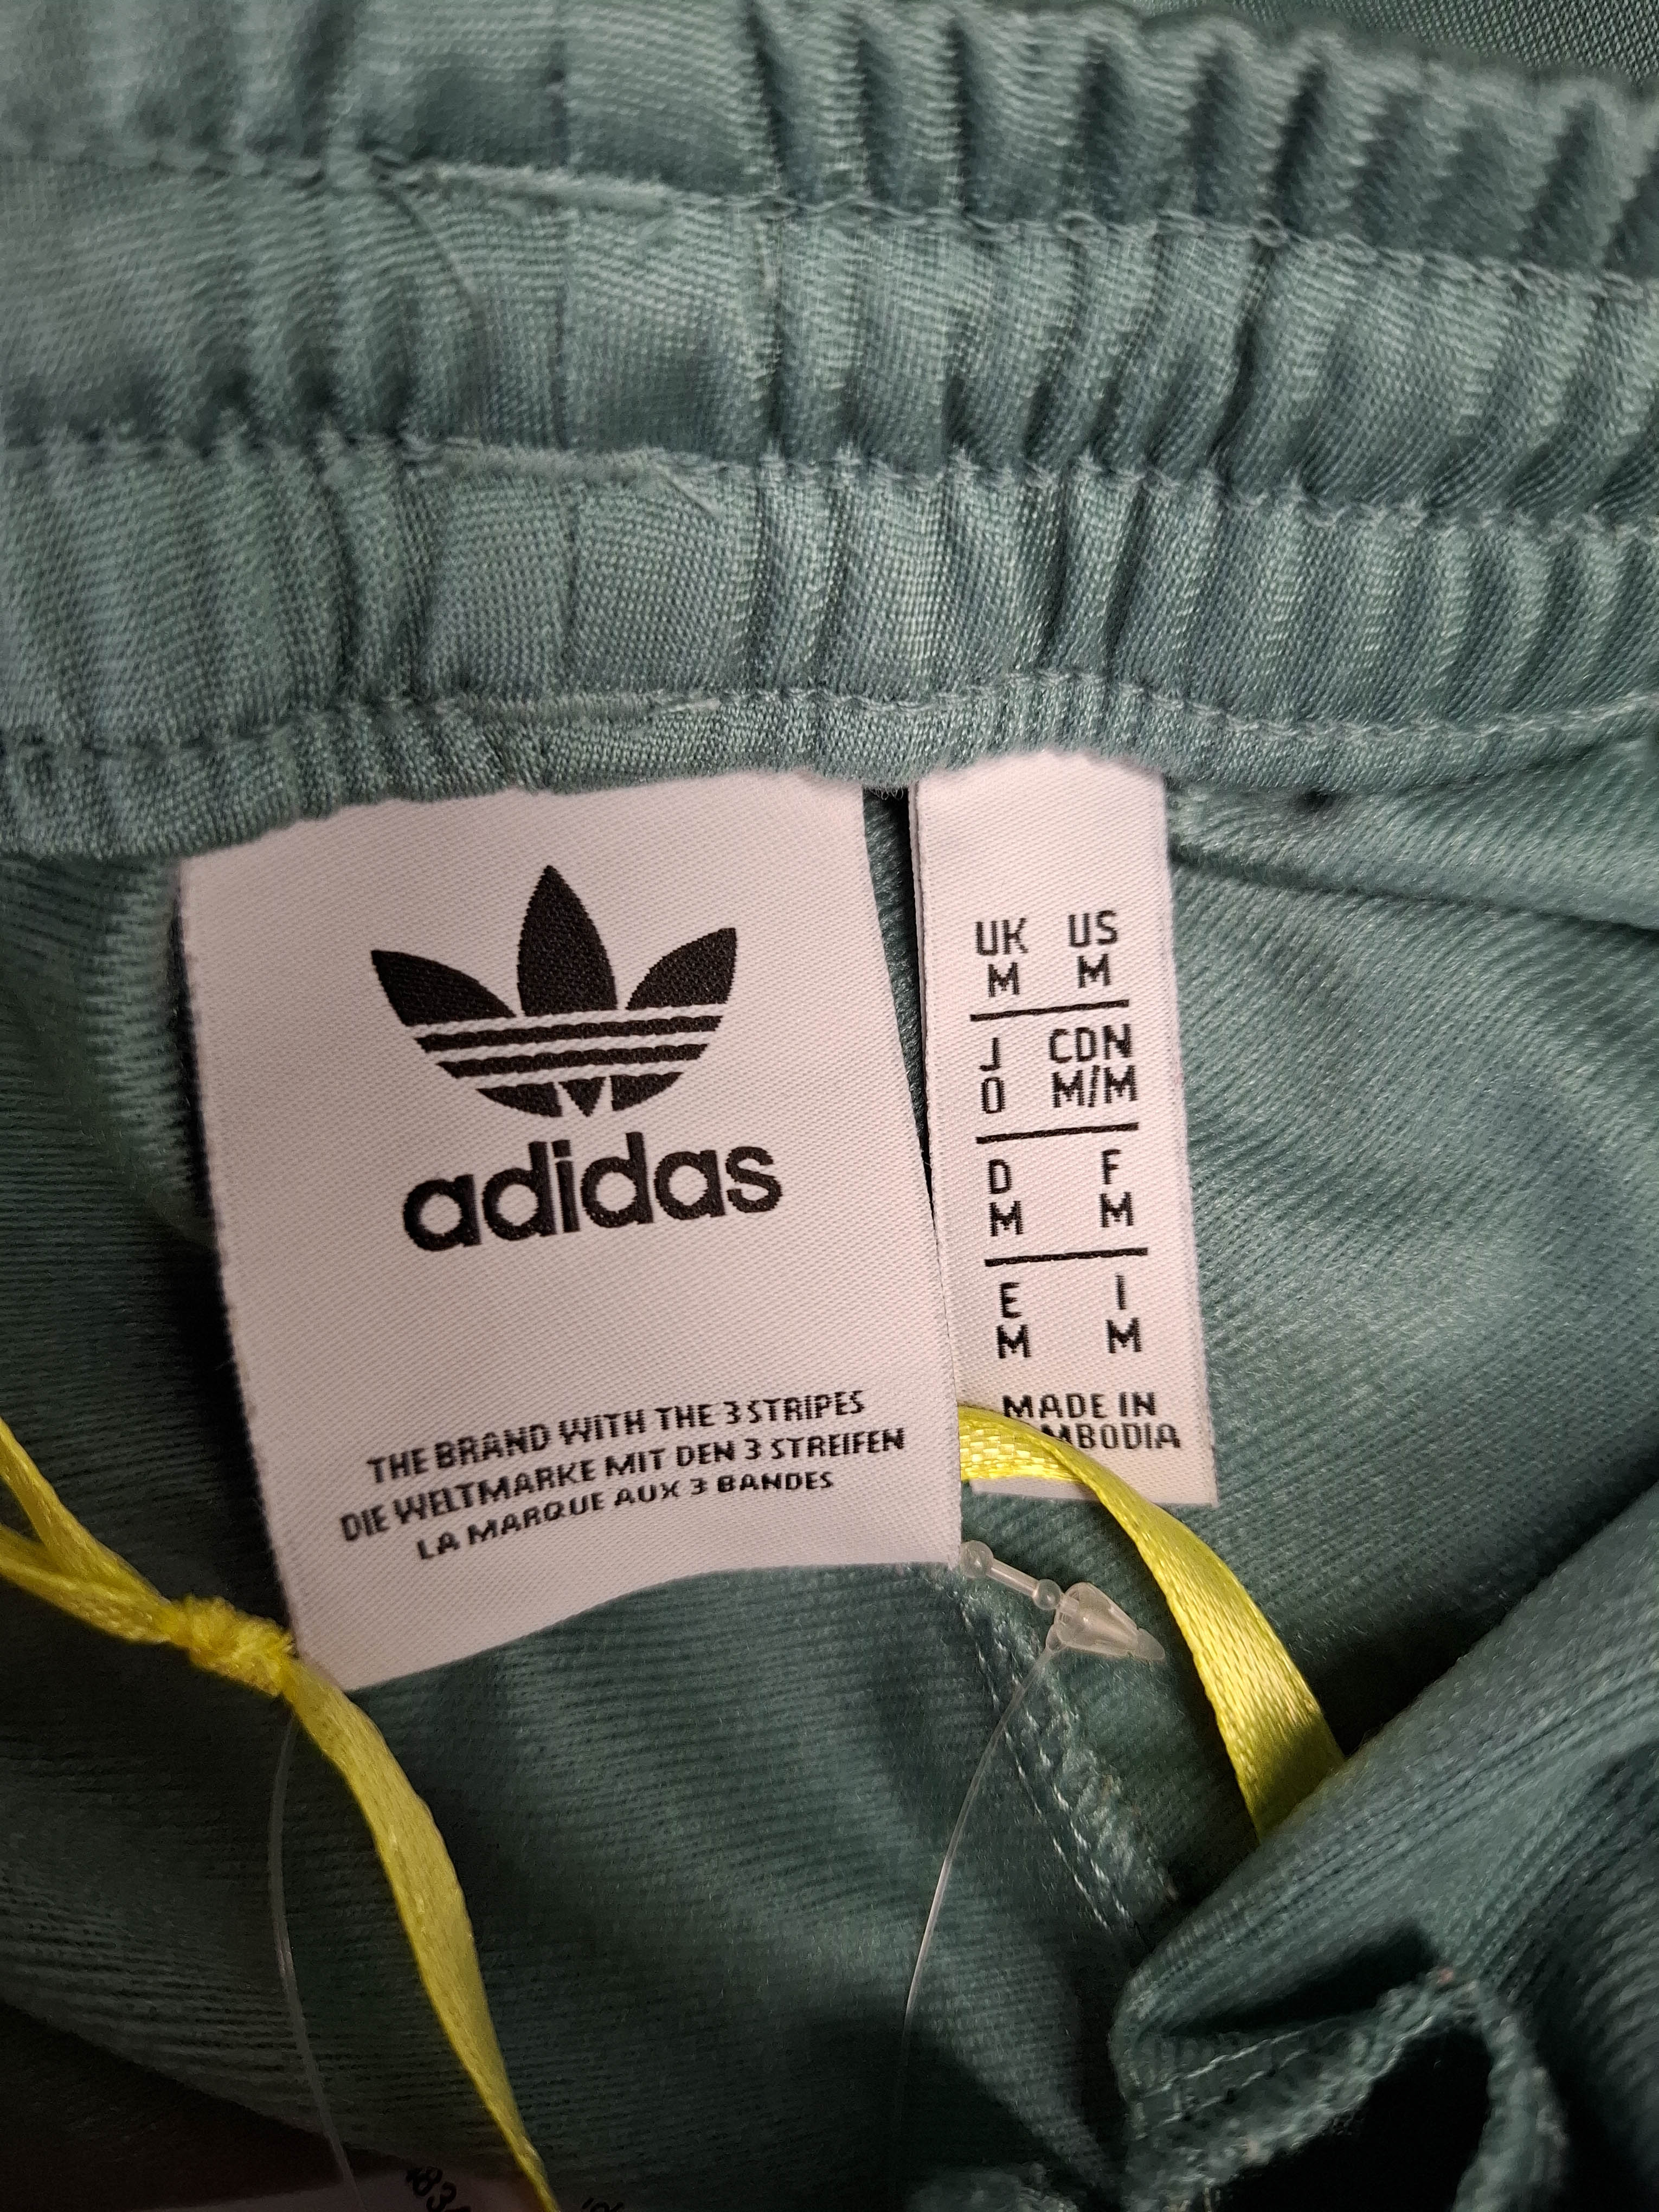 adidas
THE BRAND WITH THE 3 STRIPES
DIE WELTMARKE MIT DEN 3 STREIFEN
LA MARQUE AUX 3 BANDES
UK US
M M
J CDN
O M/M
D F
M M
E I
M M
MADE IN
MBODIA